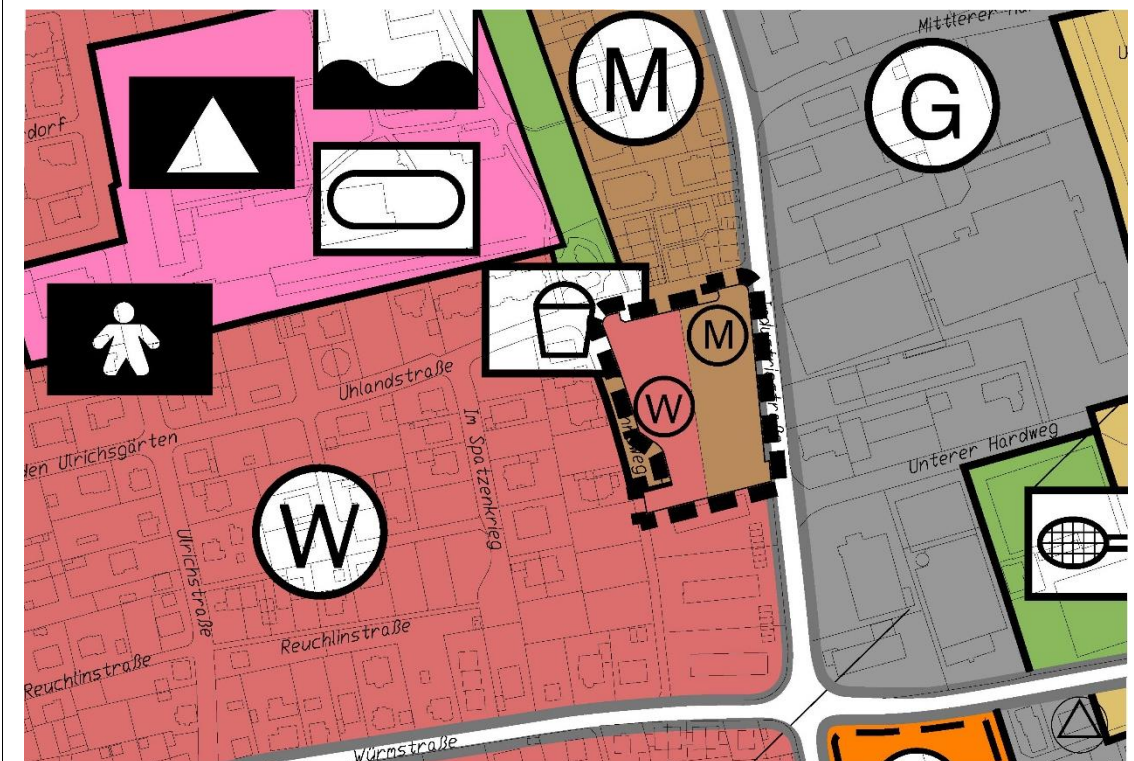 Mittlerer
M
G
dorf
M
Uhlandstraße
W
Im Spatzenkrieg
den Ulrichsgärten
Unterer Hardweg
W
Ulrichstraße
Reuchlinstraße
Reuchlinstraße
Würmstraße